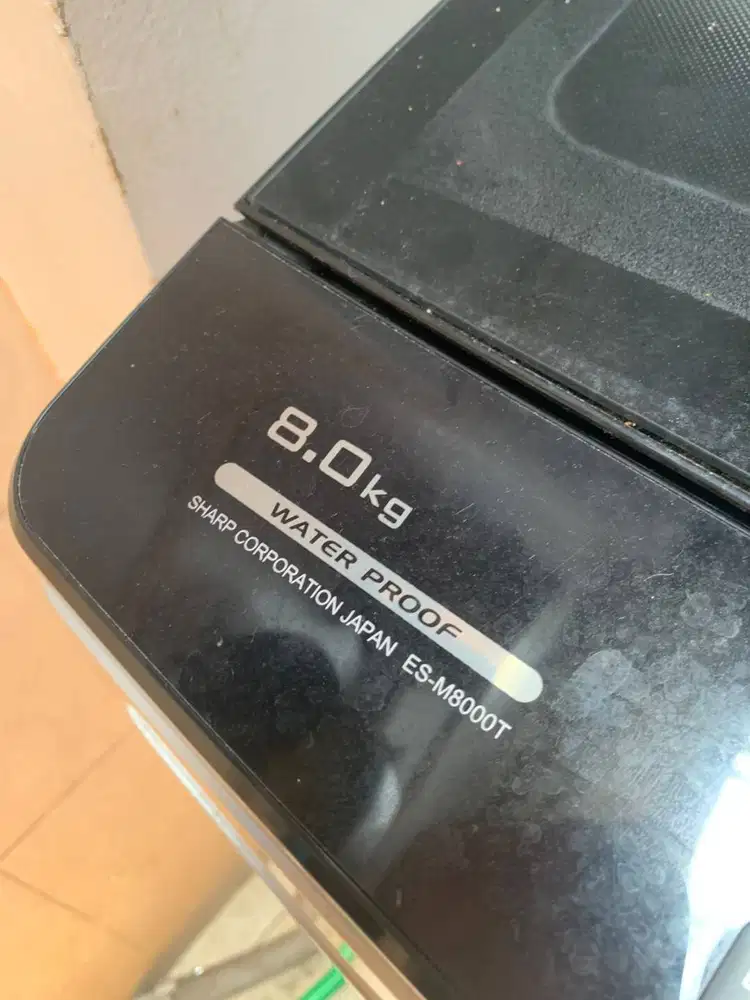 8.0kg
WATER PROOF
SHARP CORPORATION JAPAN ES-M8000T